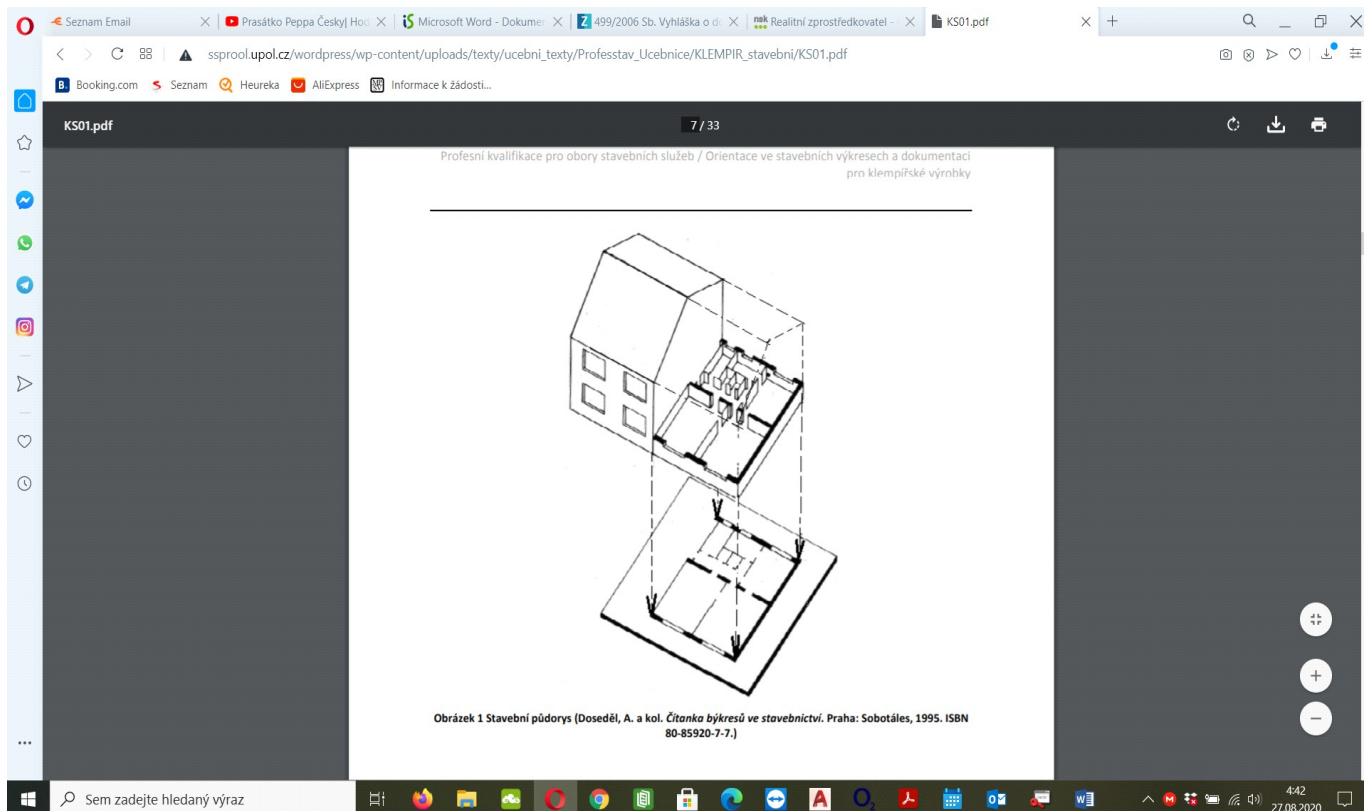 Seznam Email
Prasátko Peppa Český| Hod
Microsoft Word - Dokumen
499/2006 Sb. Vyhláška o d
Realitní zprostředkovatel -
KS01.pdf
ssprool.upol.cz/wordpress/wp-content/uploads/texty/ucebni_texty/Professtav_Ucebnice/KLEMPIR_stavebni/KS01.pdf
Booking.com
Seznam
Heureka
AliExpress
Informace k žádosti...
KS01.pdf
7 / 33
Profesní kvalifikace pro obory stavebních služeb / Orientace ve stavebních výkresech a dokumentaci
pro klempířské výrobky
Obrázek 1 Stavební půdorys (Doseděl, A. a kol. Čítanka býkresů ve stavebnictví. Praha: Sobotáles, 1995. ISBN
80-85920-7-7.)
Sem zadejte hledaný výraz
4:42
27.08.2020